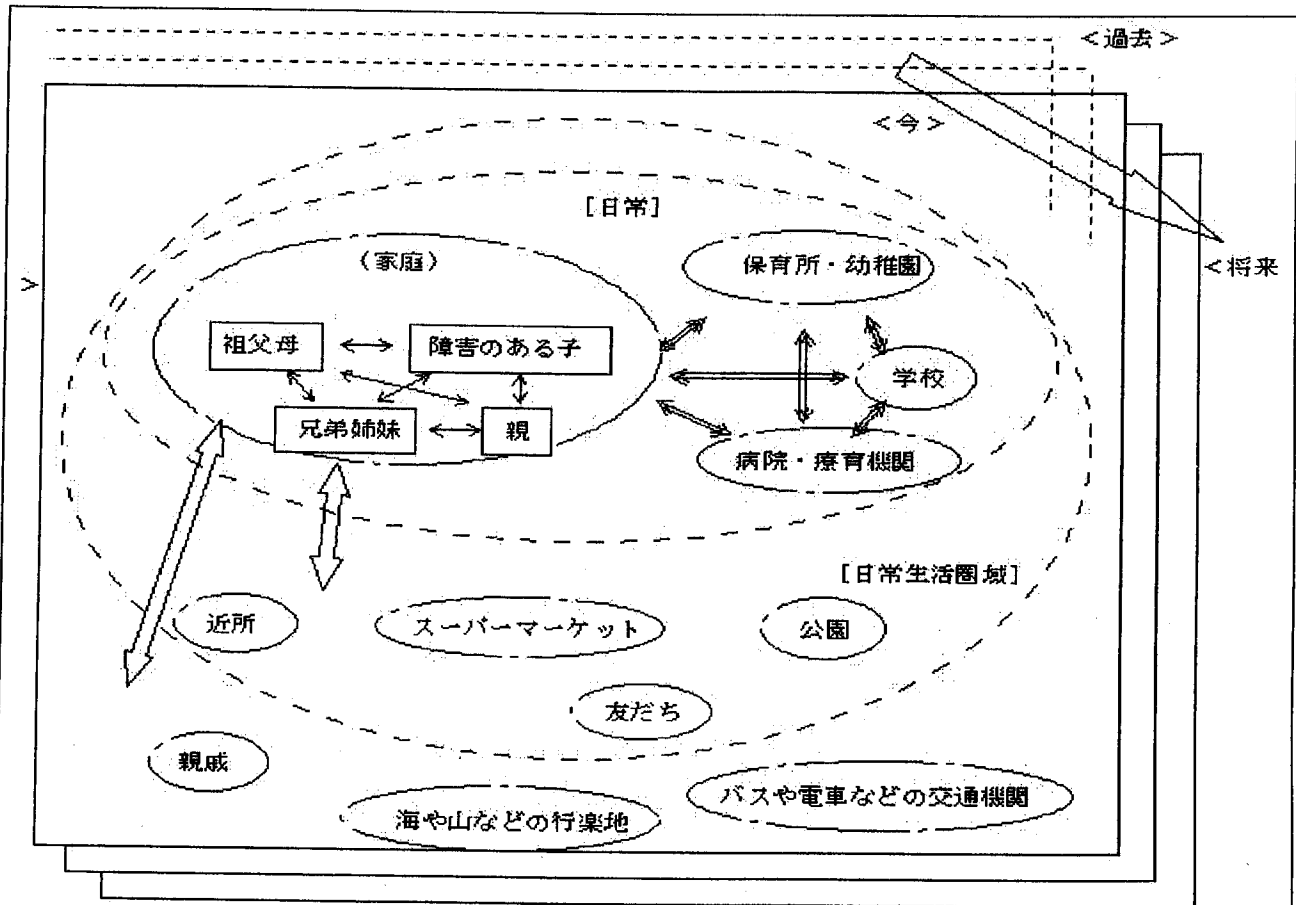 <過去>
<今>
[日常]
(家庭)
保育所・幼稚園
<将来
>
祖父母
障害のある子
学校
兄弟姉妹
親
病院・療育機関
[日常生活圏域]
近所
スーパーマーケット
公園
友だち
親戚
バスや電車などの交通機関
海や山などの行楽地